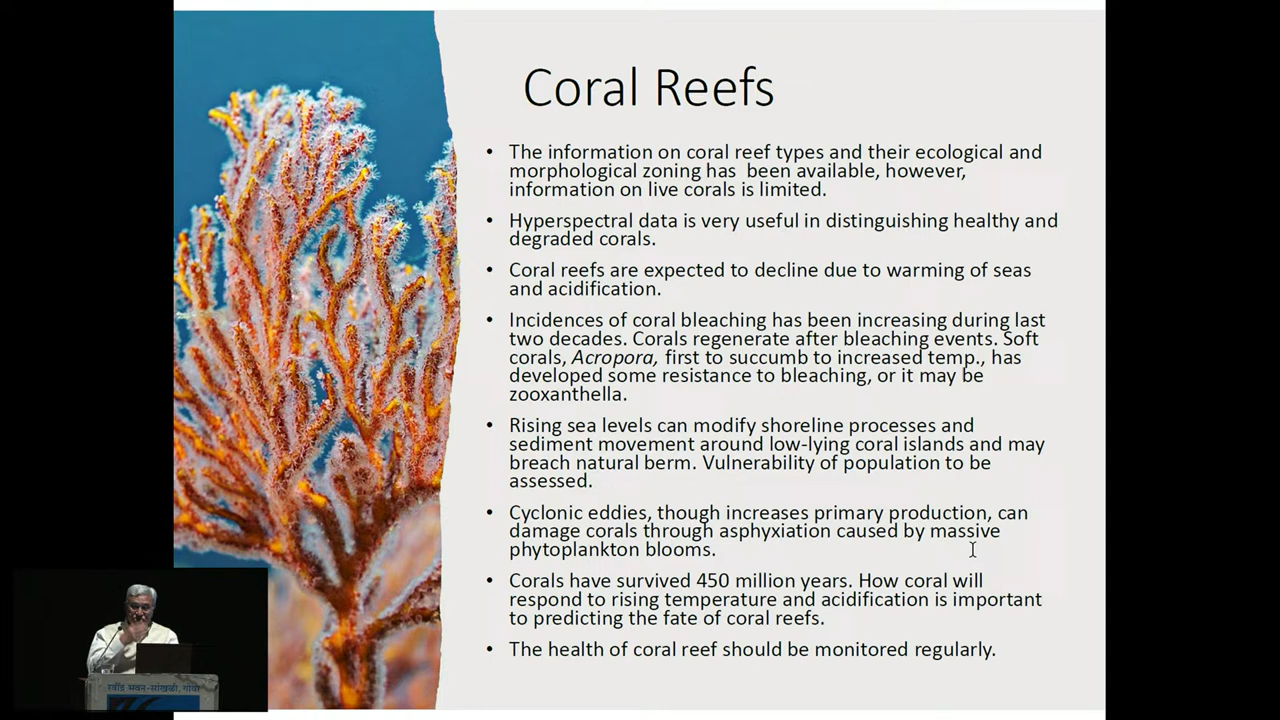 Coral Reefs
• The information on coral reef types and their ecological and
morphological zoning has been available, however,
information on live corals is limited.
• Hyperspectral data is very useful in distinguishing healthy and
degraded corals.
• Coral reefs are expected to decline due to warming of seas
and acidification.
• Incidences of coral bleaching has been increasing during last
two decades. Corals regenerate after bleaching events. Soft
corals, Acropora, first to succumb to increased temp., has
developed some resistance to bleaching, or it may be
zooxanthella.
• Rising sea levels can modify shoreline processes and
sediment movement around low-lying coral islands and may
breach natural berm. Vulnerability of population to be
assessed.
• Cyclonic eddies, though increases primary production, can
damage corals through asphyxiation caused by massive
phytoplankton blooms.
• Corals have survived 450 million years. How coral will
respond to rising temperature and acidification is important
to predicting the fate of coral reefs.
• The health of coral reef should be monitored regularly.
रवींद्र भवन-सांखळी, गोवा